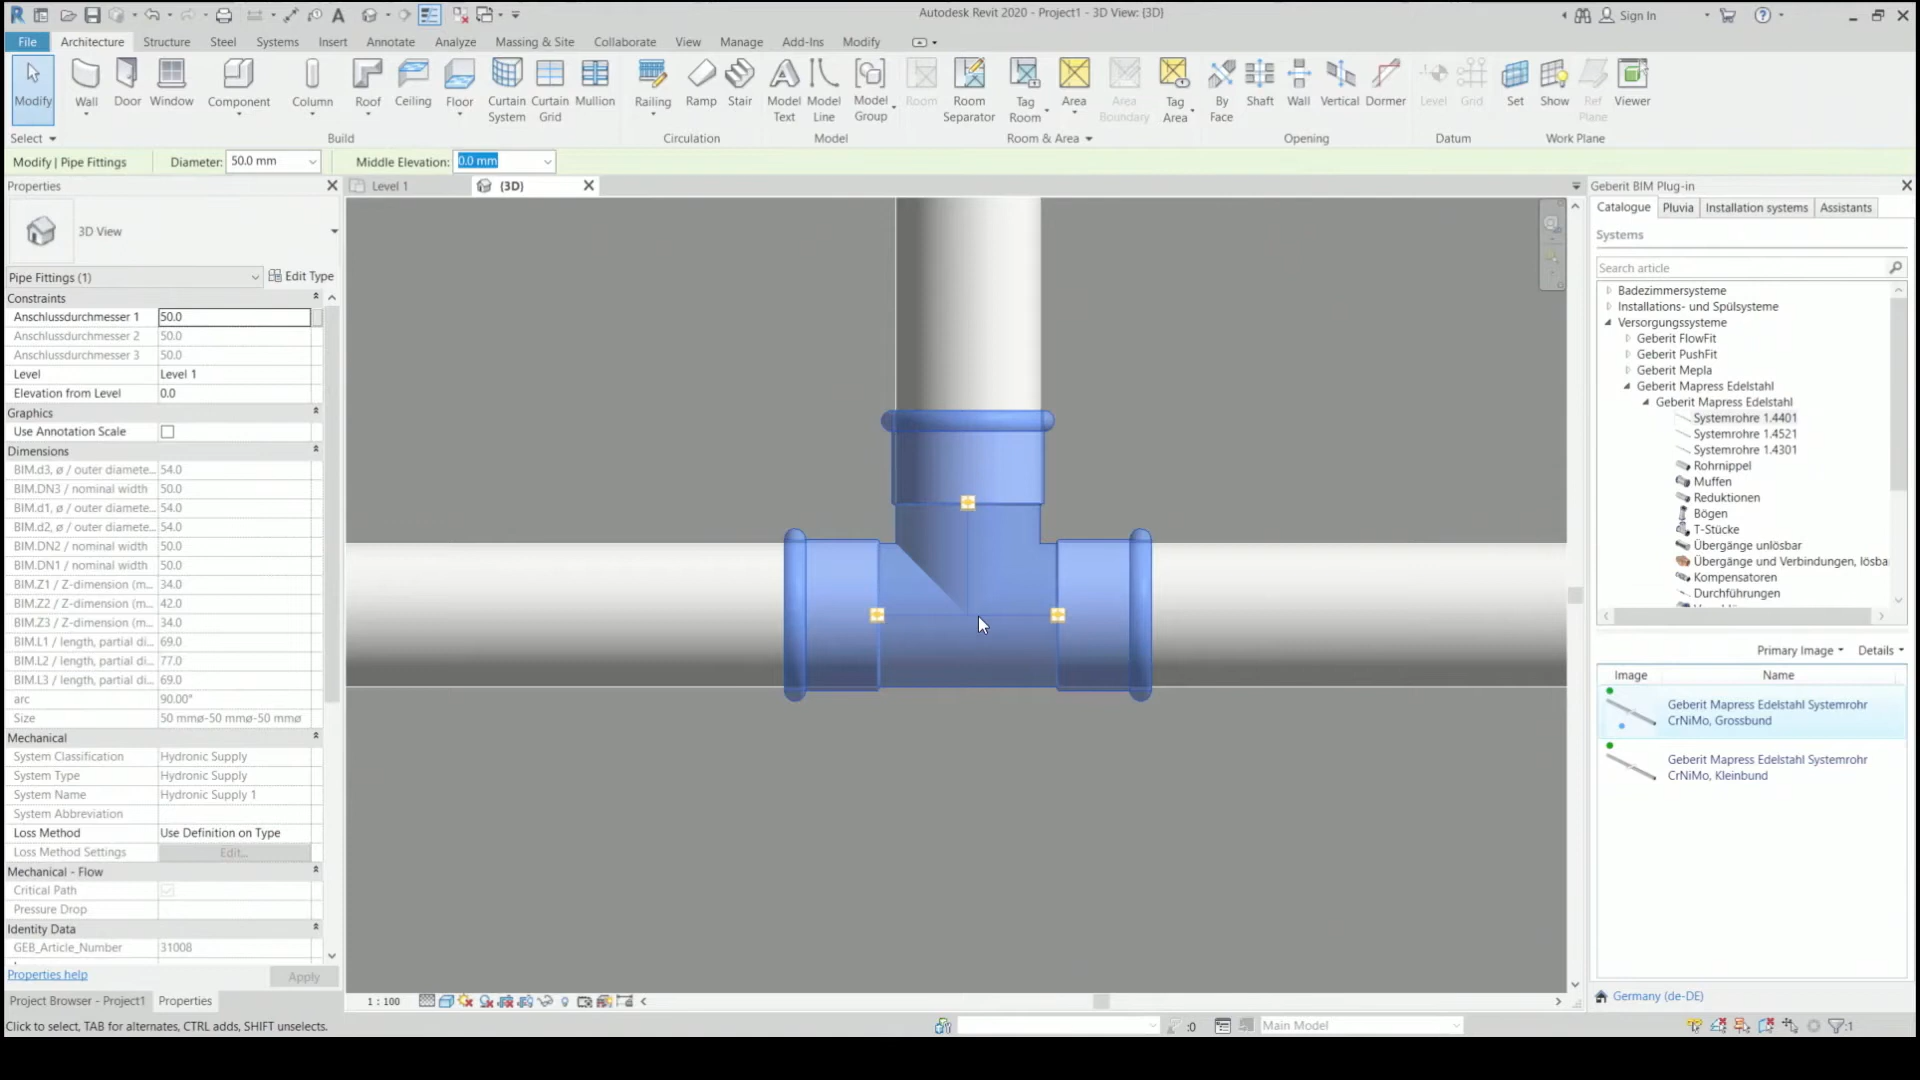 Autodesk Revit 2020 - Project1 - 3D View: {3D}
Sign In
File Architecture Structure Steel Systems Insert Annotate Analyze Massing & Site Collaborate View Manage Add-Ins Modify
Modify Wall Door Window Component Column Roof Ceiling Floor Curtain System Curtain Grid Mullion Railing Ramp Stair Model Text Model Line Model Group Room Room Separator Tag Room Area Area Boundary Tag Area By Face Shaft Wall Vertical Dormer Level Grid Set Show Ref Plane Viewer
Select Build Circulation Model Room & Area Opening Datum Work Plane
Modify | Pipe Fittings Diameter: 50.0 mm Middle Elevation: 0.0 mm
Properties
Level 1 (3D)
3D View
Pipe Fittings (1) Edit Type
Constraints
Anschlussdurchmesser 1 50.0
Anschlussdurchmesser 2 50.0
Anschlussdurchmesser 3 50.0
Level Level 1
Elevation from Level 0.0
Graphics
Use Annotation Scale
Dimensions
BIM.d3, ø / outer diamete... 54.0
BIM.DN3 / nominal width 50.0
BIM.d1, ø / outer diamete... 54.0
BIM.d2, ø / outer diamete... 54.0
BIM.DN2 / nominal width 50.0
BIM.DN1 / nominal width 50.0
BIM.Z1 / Z-dimension (m... 34.0
BIM.Z2 / Z-dimension (m... 42.0
BIM.Z3 / Z-dimension (m... 34.0
BIM.L1 / length, partial di... 69.0
BIM.L2 / length, partial di... 77.0
BIM.L3 / length, partial di... 69.0
arc 90.00°
Size 50 mmø-50 mmø-50 mmø
Mechanical
System Classification Hydronic Supply
System Type Hydronic Supply
System Name Hydronic Supply 1
System Abbreviation
Loss Method Use Definition on Type
Loss Method Settings Edit...
Mechanical - Flow
Critical Path
Pressure Drop
Identity Data
GEB_Article_Number 31008
Properties help Apply
Project Browser - Project1 Properties
1 : 100
Click to select, TAB for alternates, CTRL adds, SHIFT unselects.
:0 Main Model :1
Geberit BIM Plug-in
Catalogue Pluvia Installation systems Assistants
Systems
Search article
Badezimmersysteme
Installations- und Spülsysteme
Versorgungssysteme
Geberit FlowFit
Geberit PushFit
Geberit Mepla
Geberit Mapress Edelstahl
Geberit Mapress Edelstahl
Systemrohre 1.4401
Systemrohre 1.4521
Systemrohre 1.4301
Rohrnippel
Muffen
Reduktionen
Bögen
T-Stücke
Übergänge unlösbar
Übergänge und Verbindungen, lösba
Kompensatoren
Durchführungen
Primary Image Details
Image Name
Geberit Mapress Edelstahl Systemrohr
CrNiMo, Grossbund
Geberit Mapress Edelstahl Systemrohr
CrNiMo, Kleinbund
Germany (de-DE)